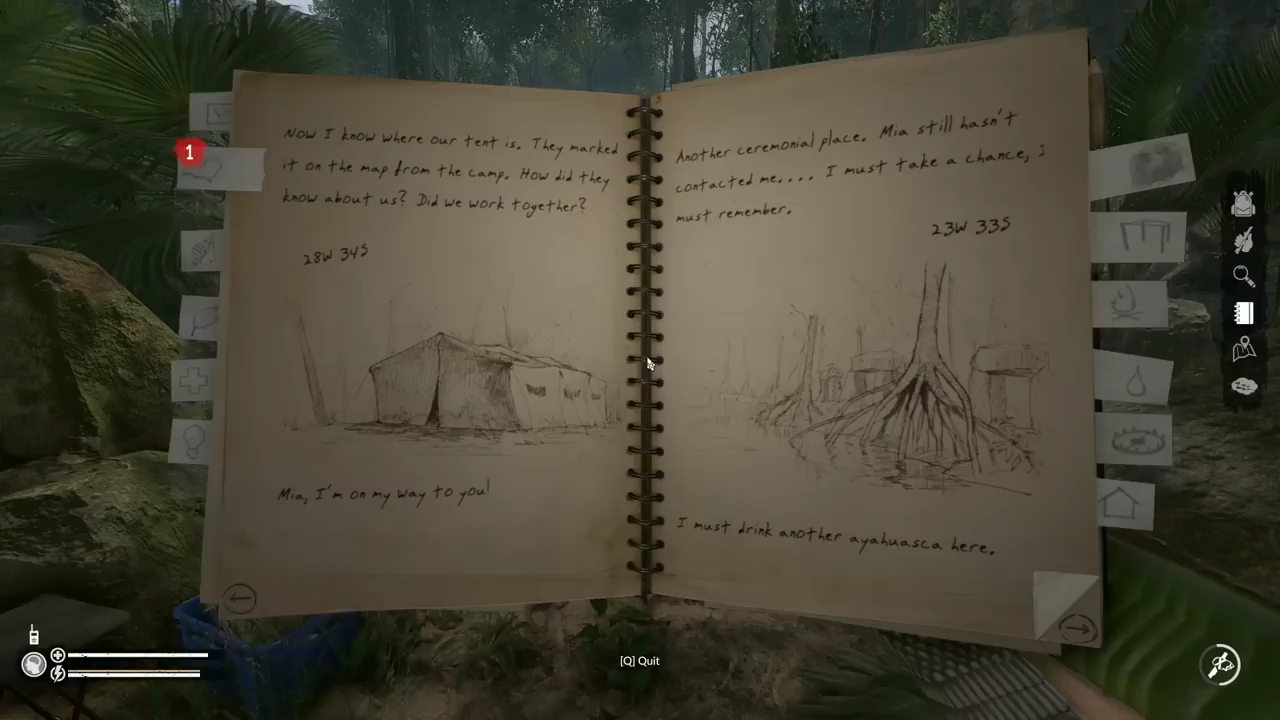 Now I know where our tent is. They marked
it on the map from the camp. How did they
know about us? Did we work together?
28W 34S
Mia, I'm on my way to you!
Another ceremonial place. Mia still hasn't
contacted me.... I must take a chance, I
must remember.
23W 33S
I must drink another ayahuasca here.
1
zzz
[Q] Quit